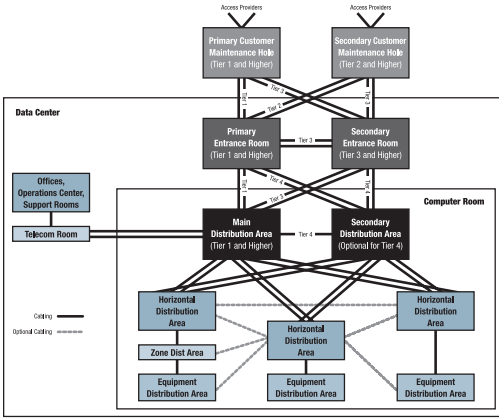 Access Providers
Access Providers
Primary Customer
Maintenance Hole
(Tier 1 and Higher)
Secondary Customer
Maintenance Hole
(Tier 2 and Higher)
Tier 1
Tier 3
Tier 2
Tier 3
Data Center
Primary
Entrance Room
(Tier 1 and Higher)
Tier 3
Secondary
Entrance Room
(Tier 3 and Higher)
Offices,
Operations Center,
Support Rooms
Tier 1
Tier 4
Tier 3
Tier 4
Computer Room
Telecom Room
Main
Distribution Area
(Tier 1 and Higher)
Tier 4
Secondary
Distribution Area
(Optional for Tier 4)
Horizontal
Distribution
Area
Horizontal
Distribution
Area
Horizontal
Distribution
Area
Cabling
Optional Cabling
Zone Dist Area
Equipment
Distribution Area
Equipment
Distribution Area
Equipment
Distribution Area